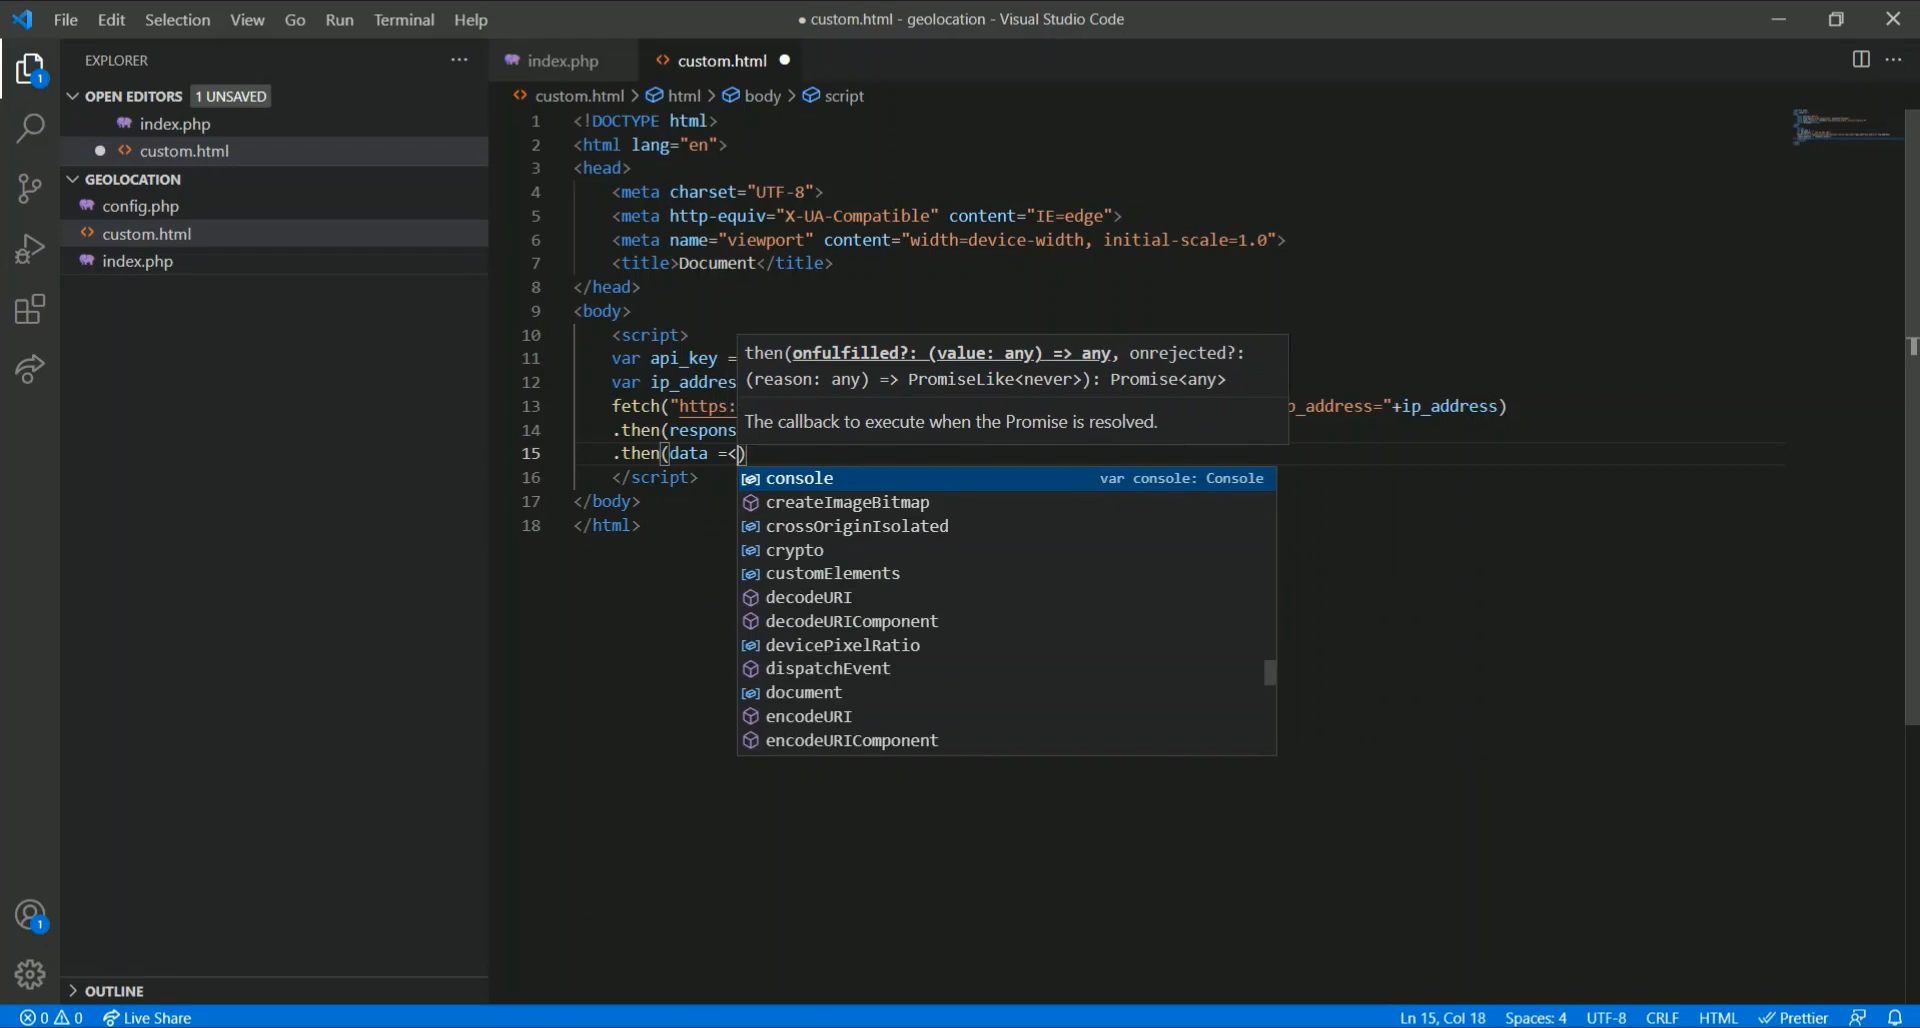 File Edit Selection View Go Run Terminal Help
● custom.html - geolocation - Visual Studio Code
EXPLORER
index.php
custom.html
OPEN EDITORS 1 UNSAVED
index.php
custom.html
GEOLOCATION
config.php
custom.html
index.php
OUTLINE
custom.html > html > body > script
1 <!DOCTYPE html>
2 <html lang="en">
3 <head>
4 <meta charset="UTF-8">
5 <meta http-equiv="X-UA-Compatible" content="IE=edge">
6 <meta name="viewport" content="width=device-width, initial-scale=1.0">
7 <title>Document</title>
8 </head>
9 <body>
10 <script>
11 var api_key =
12 var ip_address
13 fetch("https: p_address="+ip_address)
14 .then(respons
15 .then(data =<)
16 </script>
17 </body>
18 </html>
then(onfulfilled?: (value: any) => any, onrejected?:
(reason: any) => PromiseLike<never>): Promise<any>
The callback to execute when the Promise is resolved.
console var console: Console
createImageBitmap
crossOriginIsolated
crypto
customElements
decodeURI
decodeURIComponent
devicePixelRatio
dispatchEvent
document
encodeURI
encodeURIComponent
1
1
0 0 Live Share
Ln 15, Col 18 Spaces: 4 UTF-8 CRLF HTML Prettier